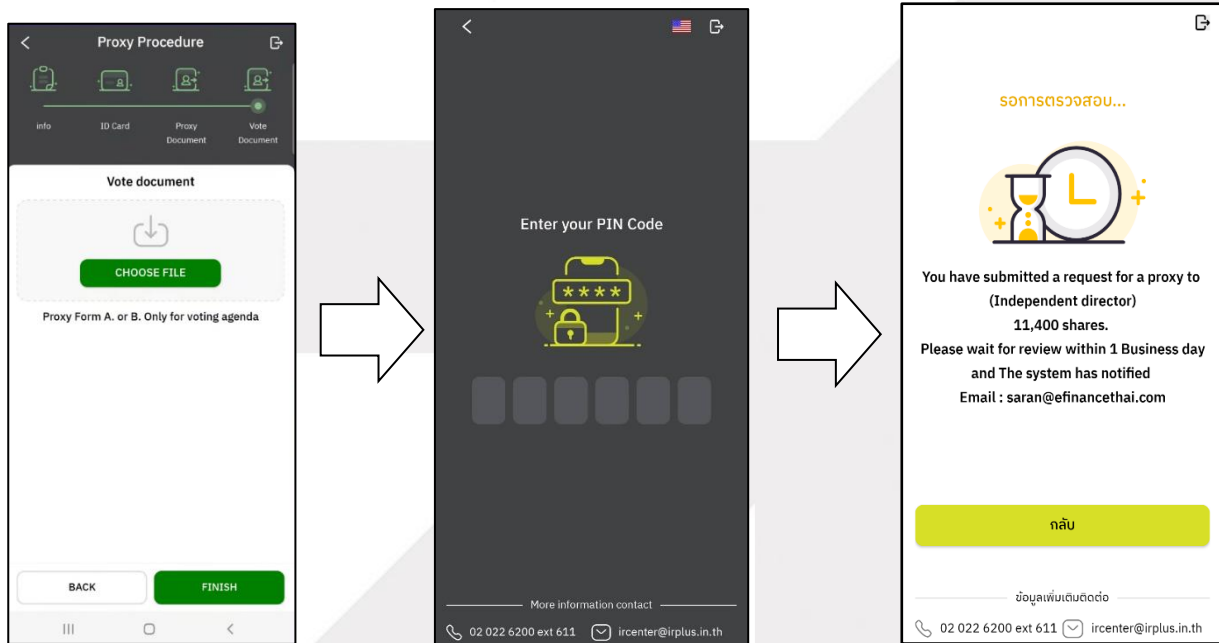 Proxy Procedure
info
ID Card
Proxy
Document
Vote
Document
Vote document
CHOOSE FILE
Proxy Form A. or B. Only for voting agenda
BACK
FINISH
Enter your PIN Code
****
More information contact
02 022 6200 ext 611
ircenter@irplus.in.th
รอการตรวจสอบ...
You have submitted a request for a proxy to
(Independent director)
11,400 shares.
Please wait for review within 1 Business day
and The system has notified
Email : saran@efinancethai.com
กลับ
ข้อมูลเพิ่มเติมติดต่อ
02 022 6200 ext 611
ircenter@irplus.in.th